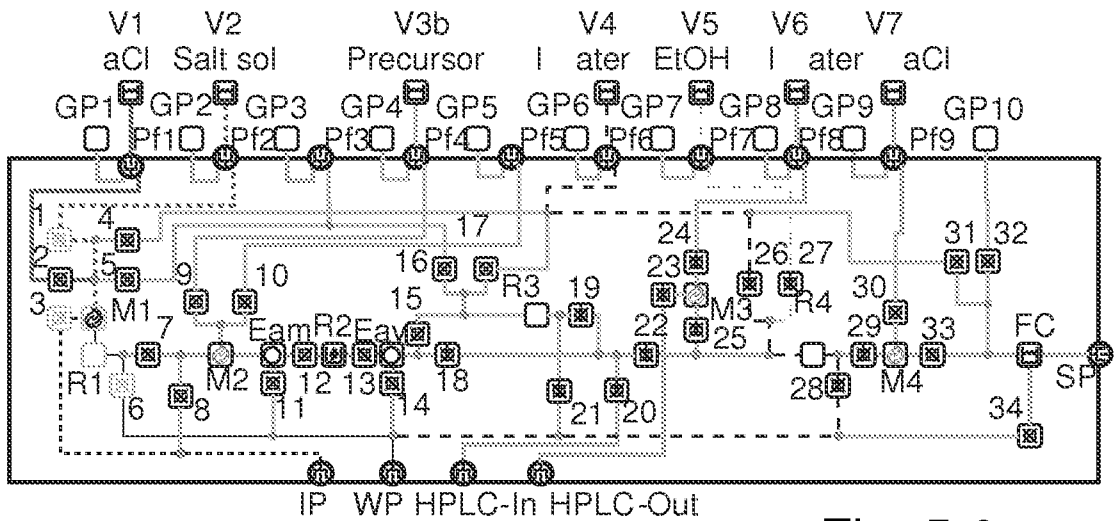 V1 V2 V3b V4 V5 V6 V7
aCl Salt sol Precursor I ater EtOH I ater aCl
GP1 GP2 GP3 GP4 GP5 GP6 GP7 GP8 GP9 GP10
Pf1 Pf2 Pf3 Pf4 Pf5 Pf6 Pf7 Pf8 Pf9
1 4 17 24 31 32
2 5 9 10 16 23 26 27
3 M1 15 R3 19 M3 R4 30
7 Eam R2 Eav 22 25 29 33 FC
R1 M2 12 13 18 28 M4 SP
6 8 11 14 21 20 34
IP WP HPLC-In HPLC-Out